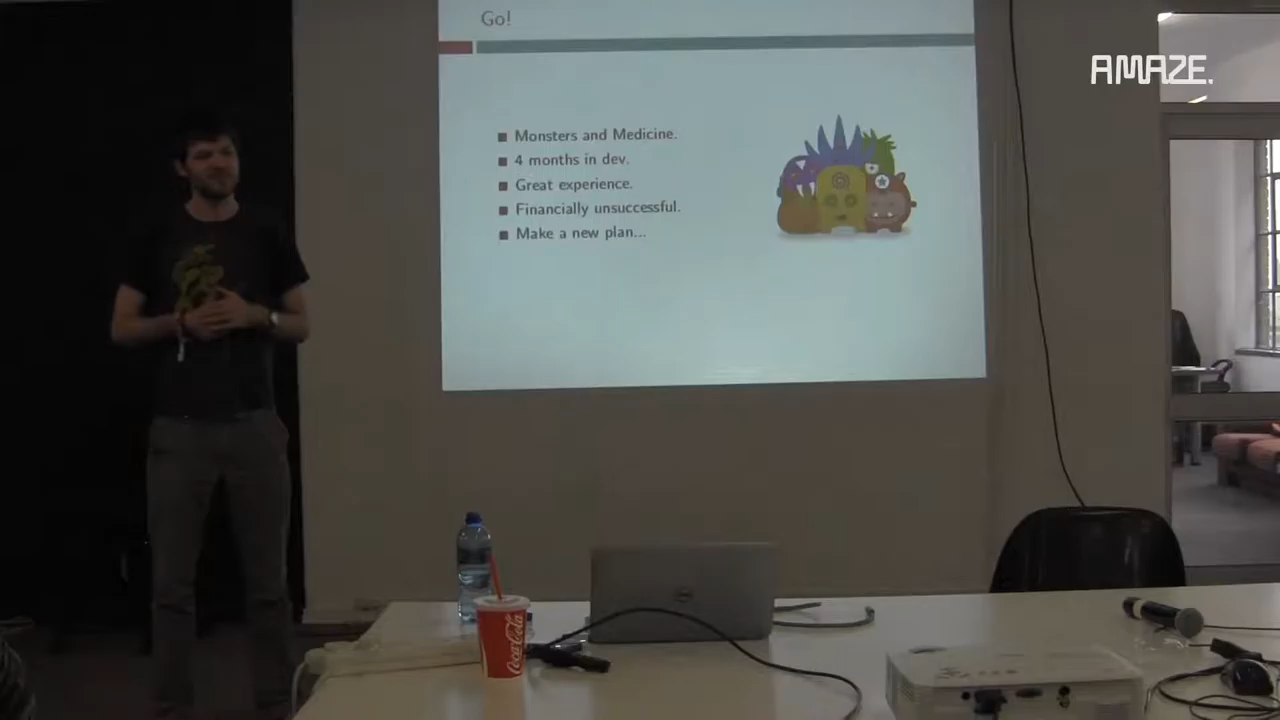 Go!
AMAZE.
Monsters and Medicine.
4 months in dev.
Great experience.
Financially unsuccessful.
Make a new plan...
Coca-Cola